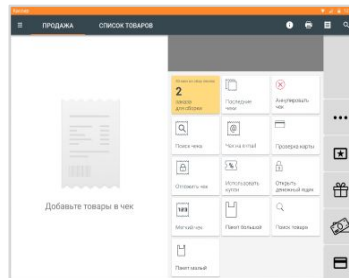 ПРОДАЖА
СПИСОК ТОВАРОВ
2
заказа
для сборки
Последние
чеки
Аннулировать
чек
Поиск чека
Чек на e-mail
Проверка карты
Отложить чек
Использовать
купон
Открыть
денежный ящик
Мягкий чек
Пакет большой
Поиск товара
Пакет малый
Добавьте товары в чек